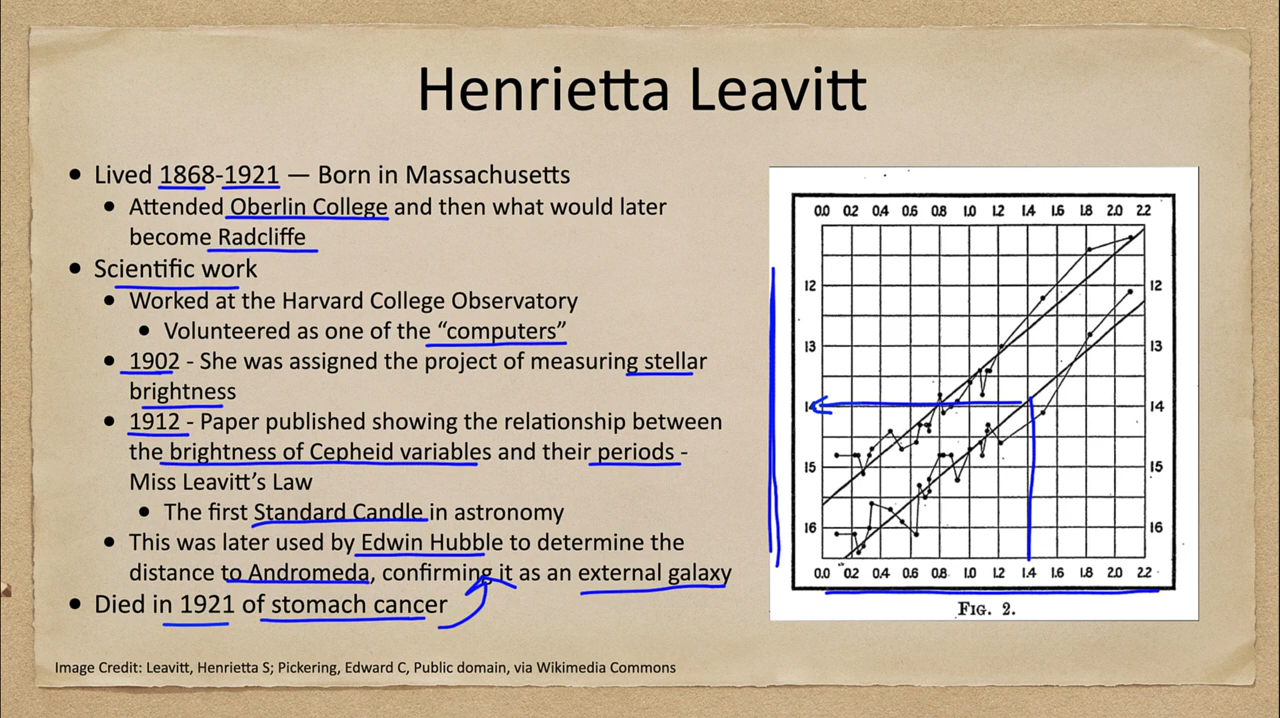 Henrietta Leavitt
• Lived 1868-1921 — Born in Massachusetts
• Attended Oberlin College and then what would later
become Radcliffe
• Scientific work
• Worked at the Harvard College Observatory
• Volunteered as one of the “computers”
• 1902 - She was assigned the project of measuring stellar
brightness
• 1912 - Paper published showing the relationship between
the brightness of Cepheid variables and their periods -
Miss Leavitt’s Law
• The first Standard Candle in astronomy
• This was later used by Edwin Hubble to determine the
distance to Andromeda, confirming it as an external galaxy
• Died in 1921 of stomach cancer
0.0 0.2 0.4 0.6 0.8 1.0 1.2 1.4 1.6 1.8 2.0 2.2
12 12
13 13
14 14
15 15
16 16
0.0 0.2 0.4 0.6 0.8 1.0 1.2 1.4 1.6 1.8 2.0 2.2
FIG. 2.
Image Credit: Leavitt, Henrietta S; Pickering, Edward C, Public domain, via Wikimedia Commons